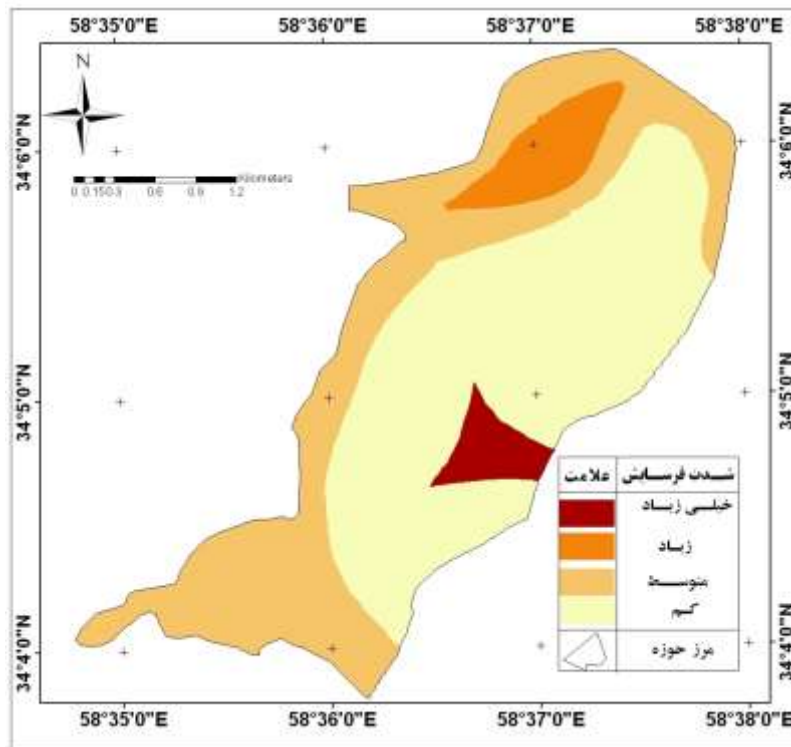 58°35'0"E 58°36'0"E 58°37'0"E 58°38'0"E
N
Kilometers
0 0.15 0.3 0.6 0.9 1.2
34°6'0"N 34°6'0"N
34°5'0"N 34°5'0"N
34°4'0"N 34°4'0"N
شدت فرسایش علامت
خیلی زیاد
زیاد
متوسط
کم
مرز حوزه
58°35'0"E 58°36'0"E 58°37'0"E 58°38'0"E